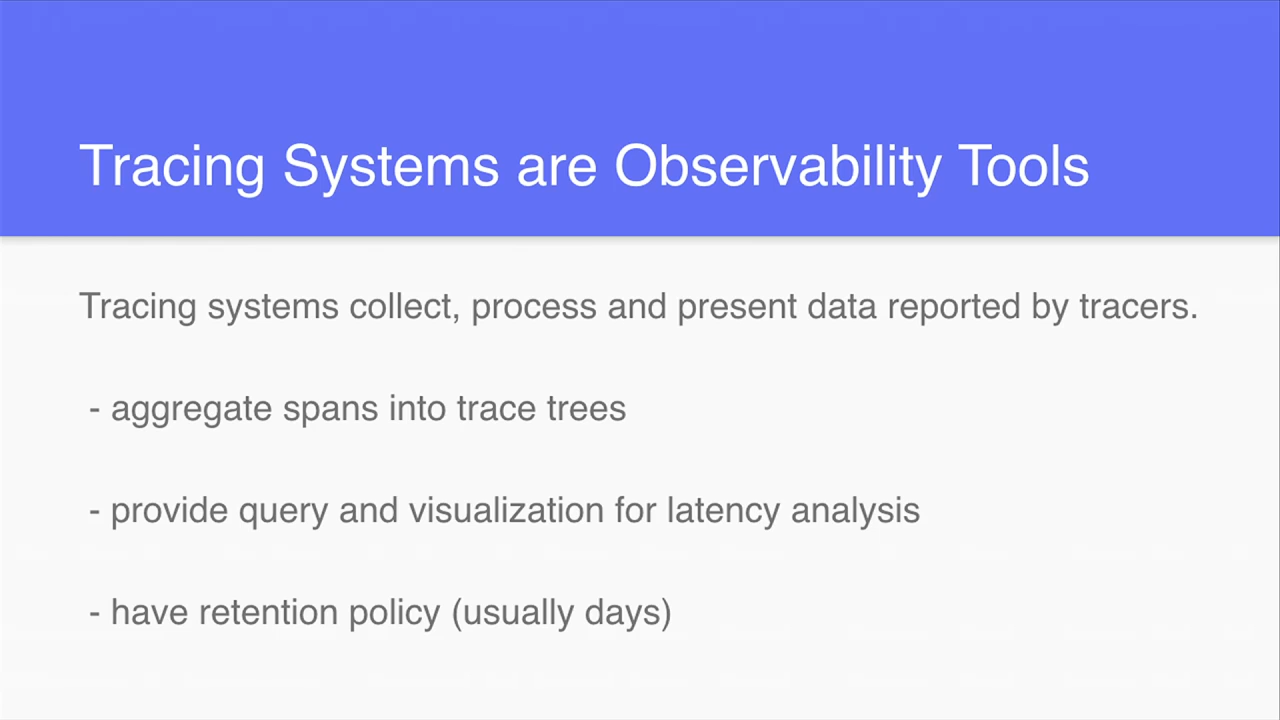 Tracing Systems are Observability Tools
Tracing systems collect, process and present data reported by tracers.
- aggregate spans into trace trees
- provide query and visualization for latency analysis
- have retention policy (usually days)